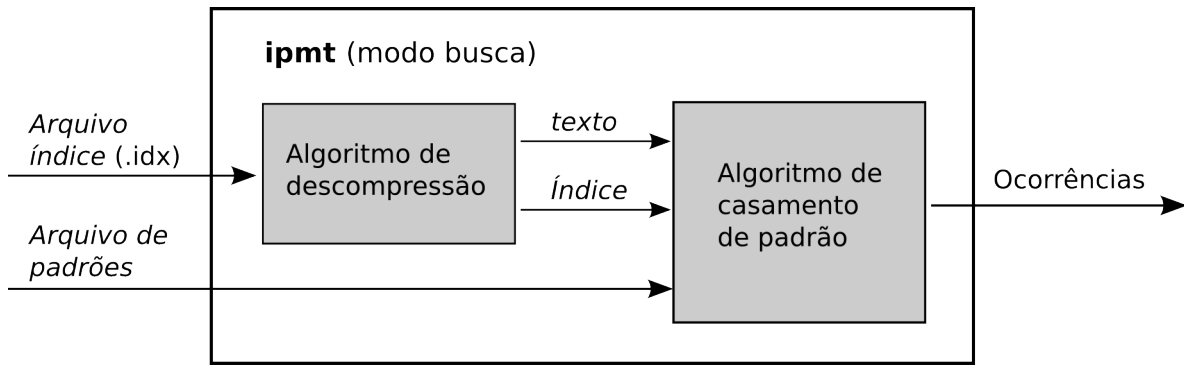 ipmt (modo busca)
Arquivo
índice (.idx)
Algoritmo de
descompressão
texto
Índice
Algoritmo de
casamento
de padrão
Ocorrências
Arquivo de
padrões